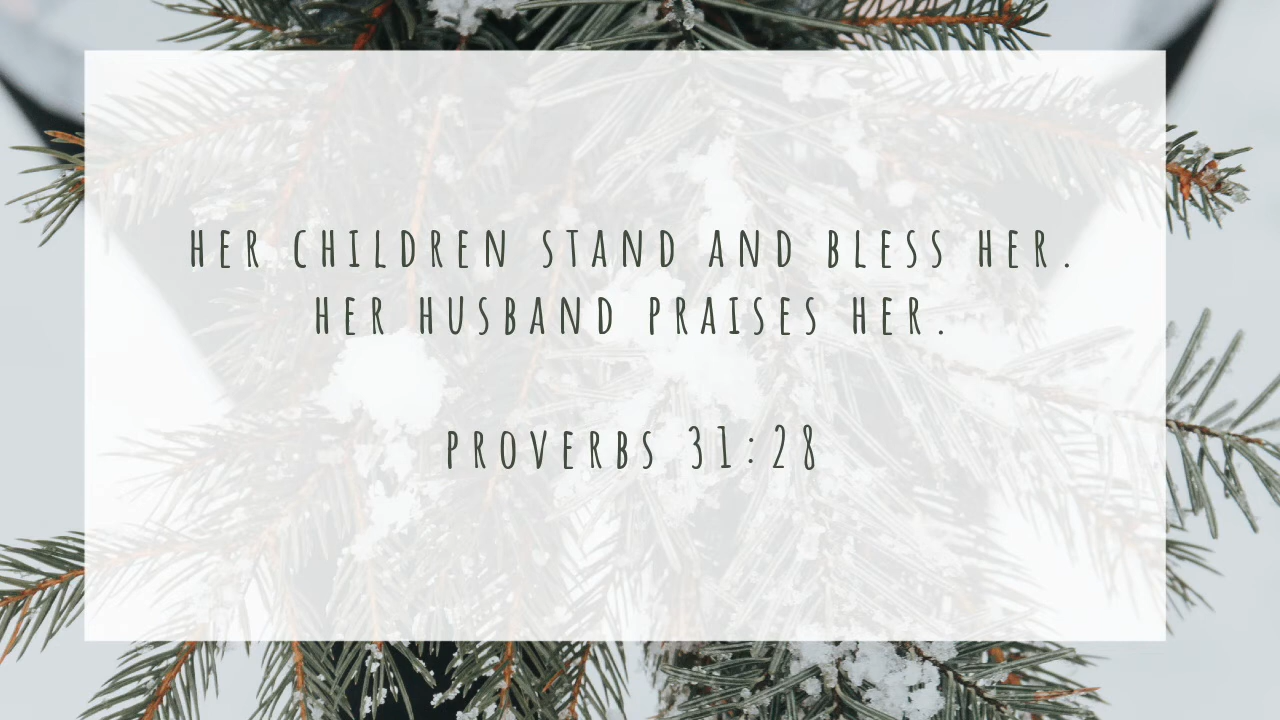 HER CHILDREN STAND AND BLESS HER.
HER HUSBAND PRAISES HER.
PROVERBS 31:28